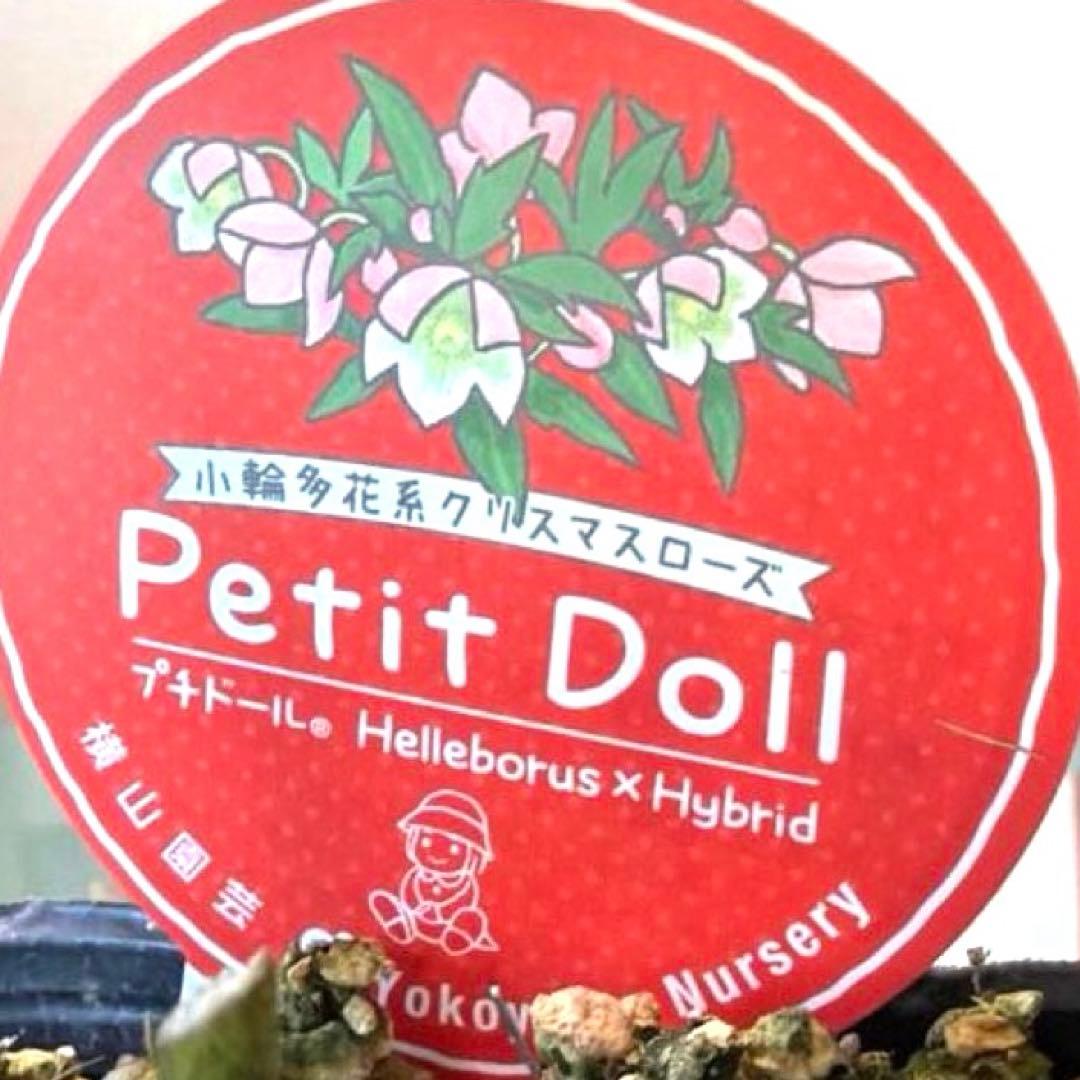 小輪多花系クリスマスローズ
Petit Doll
プチドール® Helleborus × Hybrid
横山園芸
Nursery